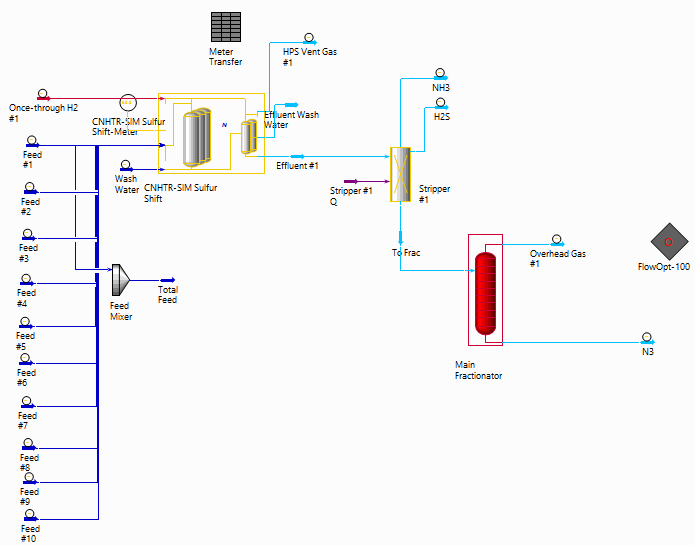 Meter
Transfer
HPS Vent Gas
#1
NH3
H2S
Once-through H2
#1
CNHTR-SIM Sulfur
Shift-Meter
Effluent Wash
Water
N
Feed
#1
Wash
Water
CNHTR-SIM Sulfur
Shift
Effluent #1
Stripper #1
Q
Stripper
#1
Feed
#2
Feed
#3
To Frac
Overhead Gas
#1
FlowOpt-100
Feed
#4
Total
Feed
Feed
Mixer
Feed
#5
N3
Main
Fractionator
Feed
#6
Feed
#7
Feed
#8
Feed
#9
Feed
#10